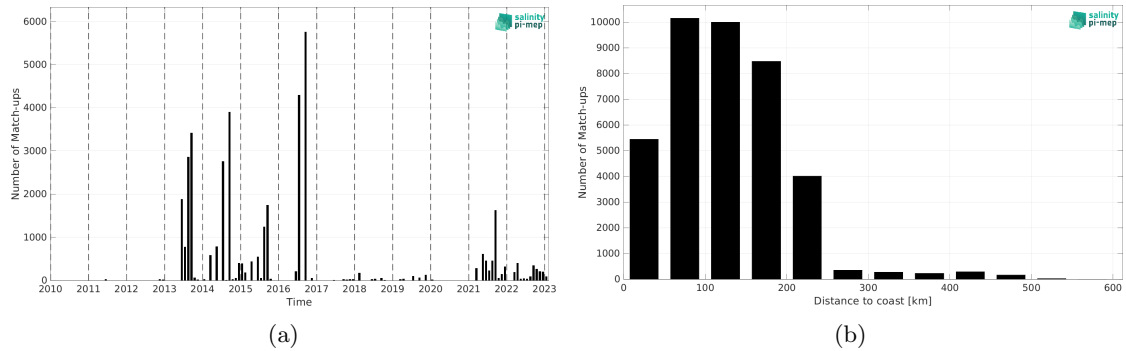 salinity
pi-mep
Number of Match-ups
6000
5000
4000
3000
2000
1000
0
2010 2011 2012 2013 2014 2015 2016 2017 2018 2019 2020 2021 2022 2023
Time
(a)
salinity
pi-mep
Number of Match-ups
10000
9000
8000
7000
6000
5000
4000
3000
2000
1000
0
0 100 200 300 400 500 600
Distance to coast [km]
(b)